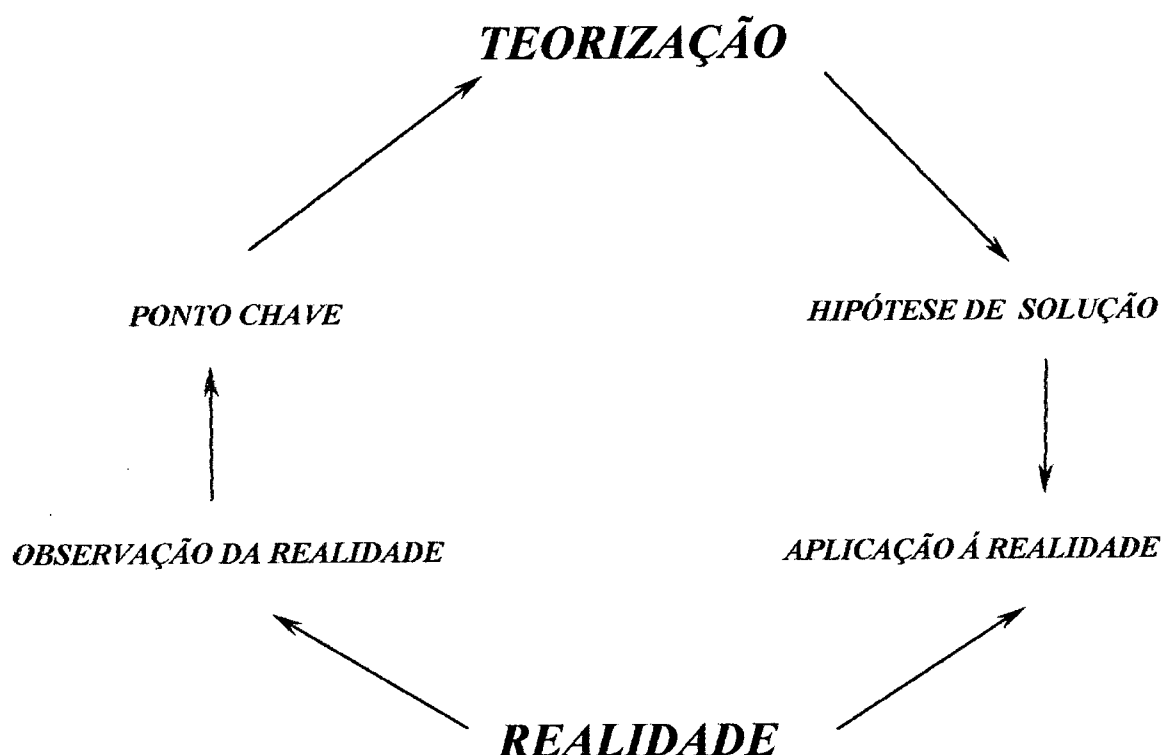 TEORIZAÇÃO
PONTO CHAVE
HIPÓTESE DE SOLUÇÃO
OBSERVAÇÃO DA REALIDADE
APLICAÇÃO Á REALIDADE
REALIDADE